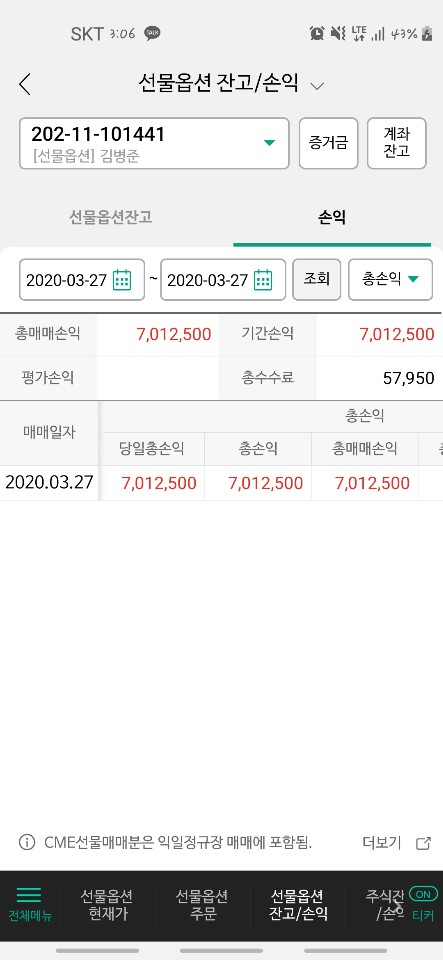 SKT 3:06 TALK LTE 43%
선물옵션 잔고/손익
202-11-101441
[선물옵션] 김병준
증거금
계좌
잔고
선물옵션잔고 손익
2020-03-27 ~ 2020-03-27 조회 총손익
총매매손익 7,012,500 기간손익 7,012,500
평가손익 총수수료 57,950
매매일자 총손익
당일총손익 총손익 총매매손익
2020.03.27 7,012,500 7,012,500 7,012,500
CME선물매매분은 익일정규장 매매에 포함됨. 더보기
전체메뉴
선물옵션
현재가
선물옵션
주문
선물옵션
잔고/손익
주식잔
/손익
ON
티커